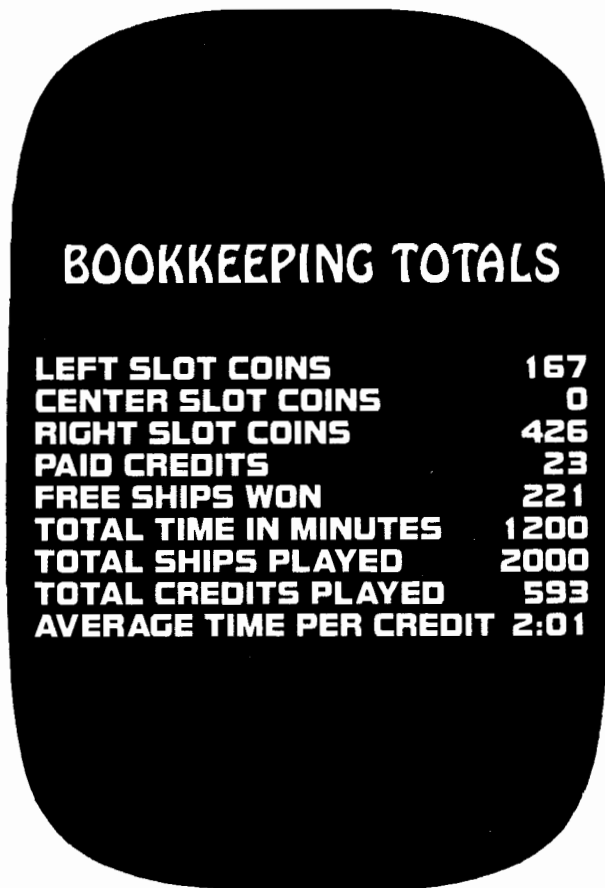 BOOKKEEPING TOTALS
LEFT SLOT COINS 167
CENTER SLOT COINS 0
RIGHT SLOT COINS 426
PAID CREDITS 23
FREE SHIPS WON 221
TOTAL TIME IN MINUTES 1200
TOTAL SHIPS PLAYED 2000
TOTAL CREDITS PLAYED 593
AVERAGE TIME PER CREDIT 2:01